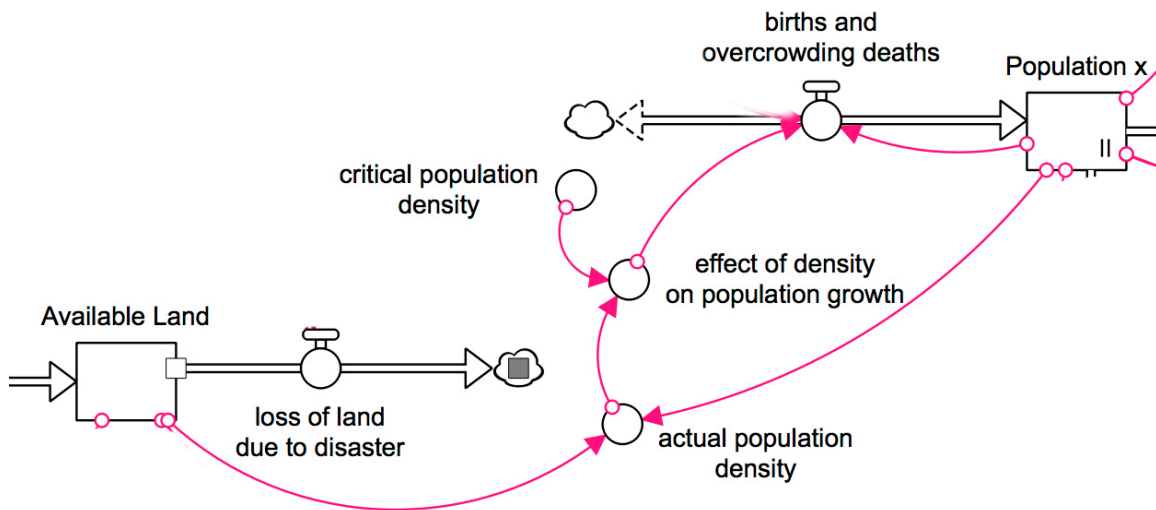 births and
overcrowding deaths
Population x
critical population
density
effect of density
on population growth
Available Land
loss of land
due to disaster
actual population
density